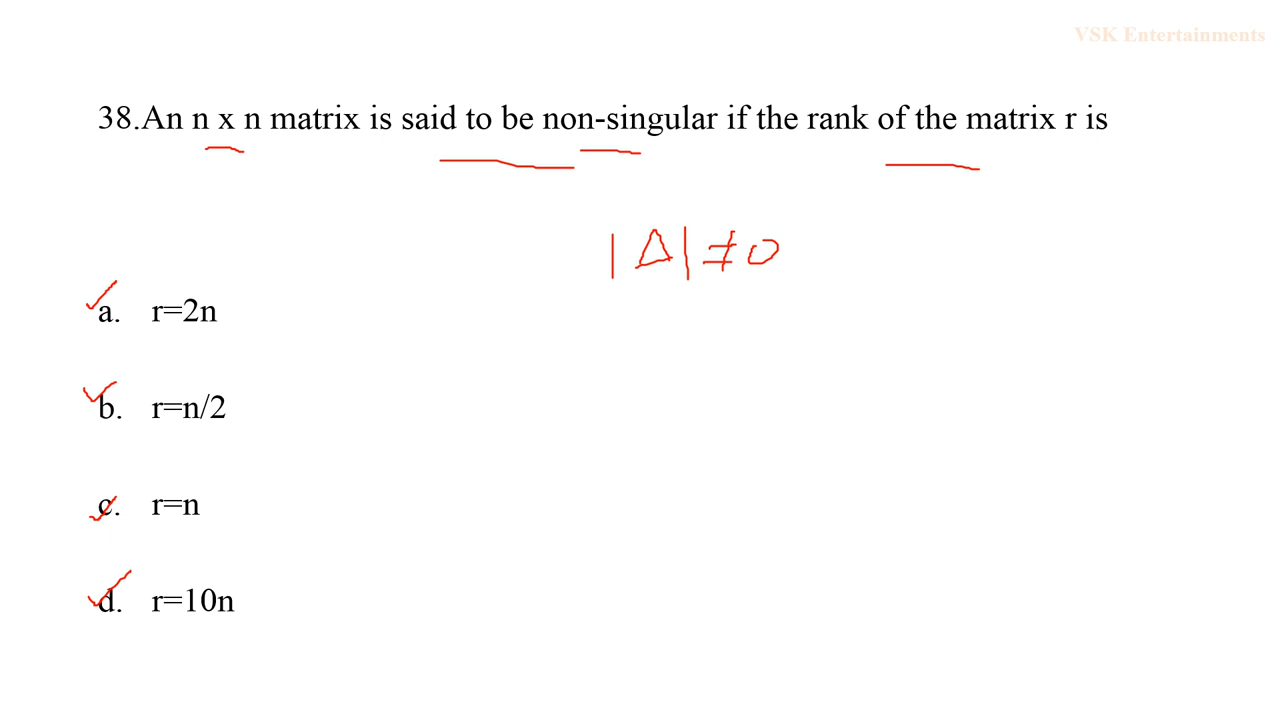 VSK Entertainments
38.An n x n matrix is said to be non-singular if the rank of the matrix r is
|Δ| ≠ 0
a. r=2n
b. r=n/2
c. r=n
d. r=10n